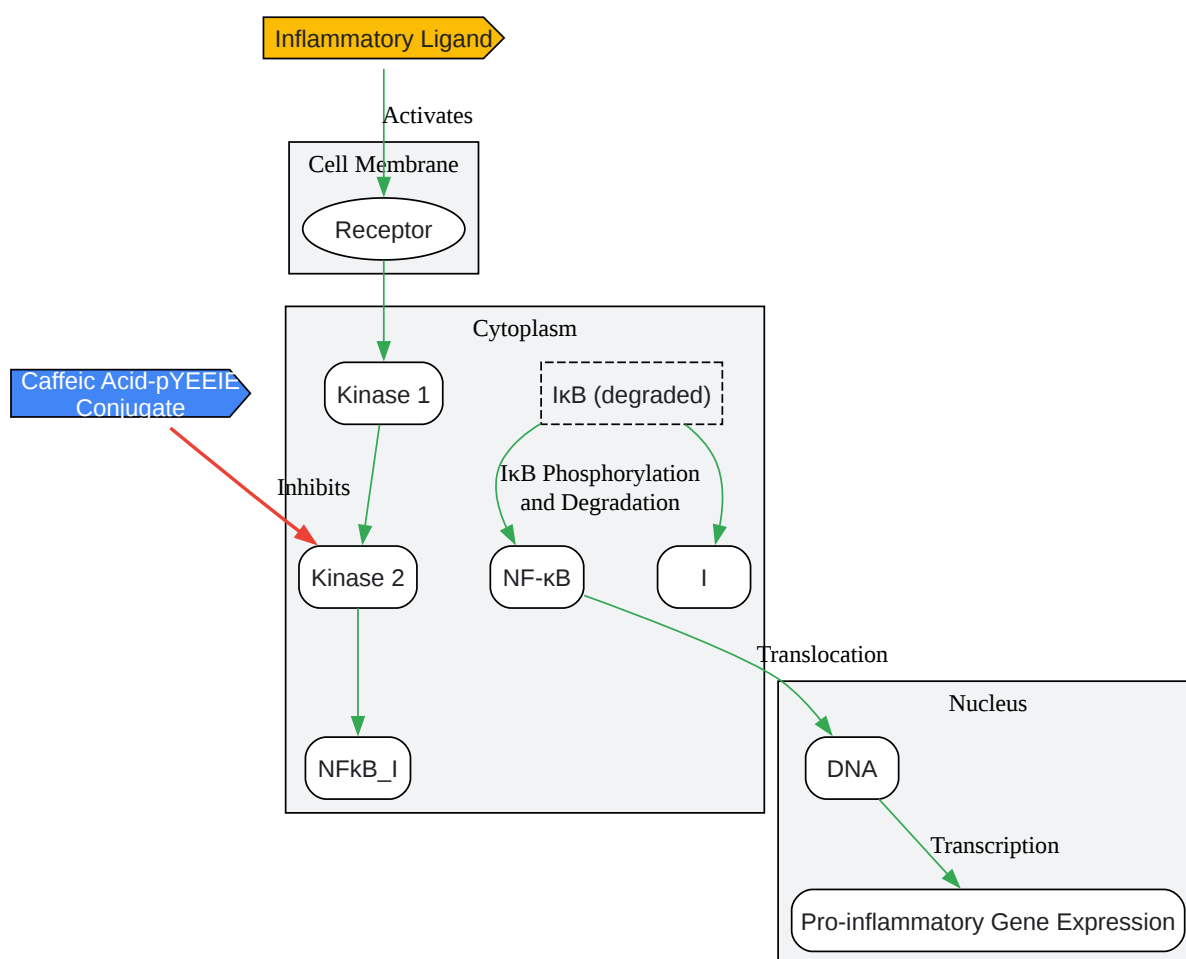 Inflammatory Ligand
Activates
Cell Membrane
Receptor
Cytoplasm
Kinase 1
IκB (degraded)
Caffeic Acid-pYEEIE
Conjugate
IκB Phosphorylation
and Degradation
Inhibits
Kinase 2
NF-κB
I
Translocation
Nucleus
NFkB_I
DNA
Transcription
Pro-inflammatory Gene Expression